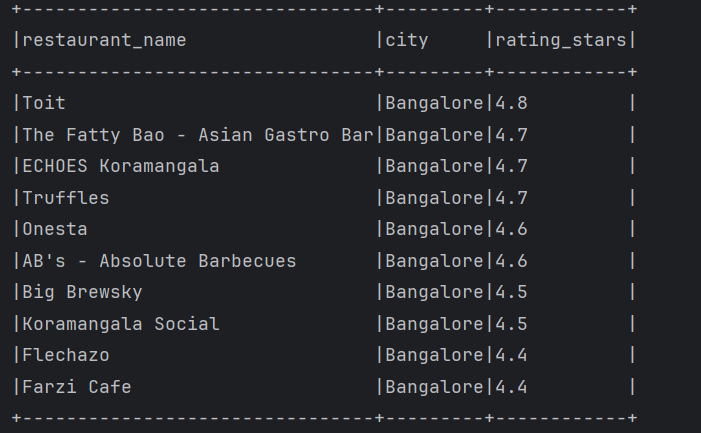 +--------------------------------+---------+------------+
|restaurant_name                 |city     |rating_stars|
+--------------------------------+---------+------------+
|Toit                            |Bangalore|4.8         |
|The Fatty Bao - Asian Gastro Bar|Bangalore|4.7         |
|ECHOES Koramangala              |Bangalore|4.7         |
|Truffles                        |Bangalore|4.7         |
|Onesta                          |Bangalore|4.6         |
|AB's - Absolute Barbecues       |Bangalore|4.6         |
|Big Brewsky                     |Bangalore|4.5         |
|Koramangala Social              |Bangalore|4.5         |
|Flechazo                        |Bangalore|4.4         |
|Farzi Cafe                      |Bangalore|4.4         |
+--------------------------------+---------+------------+